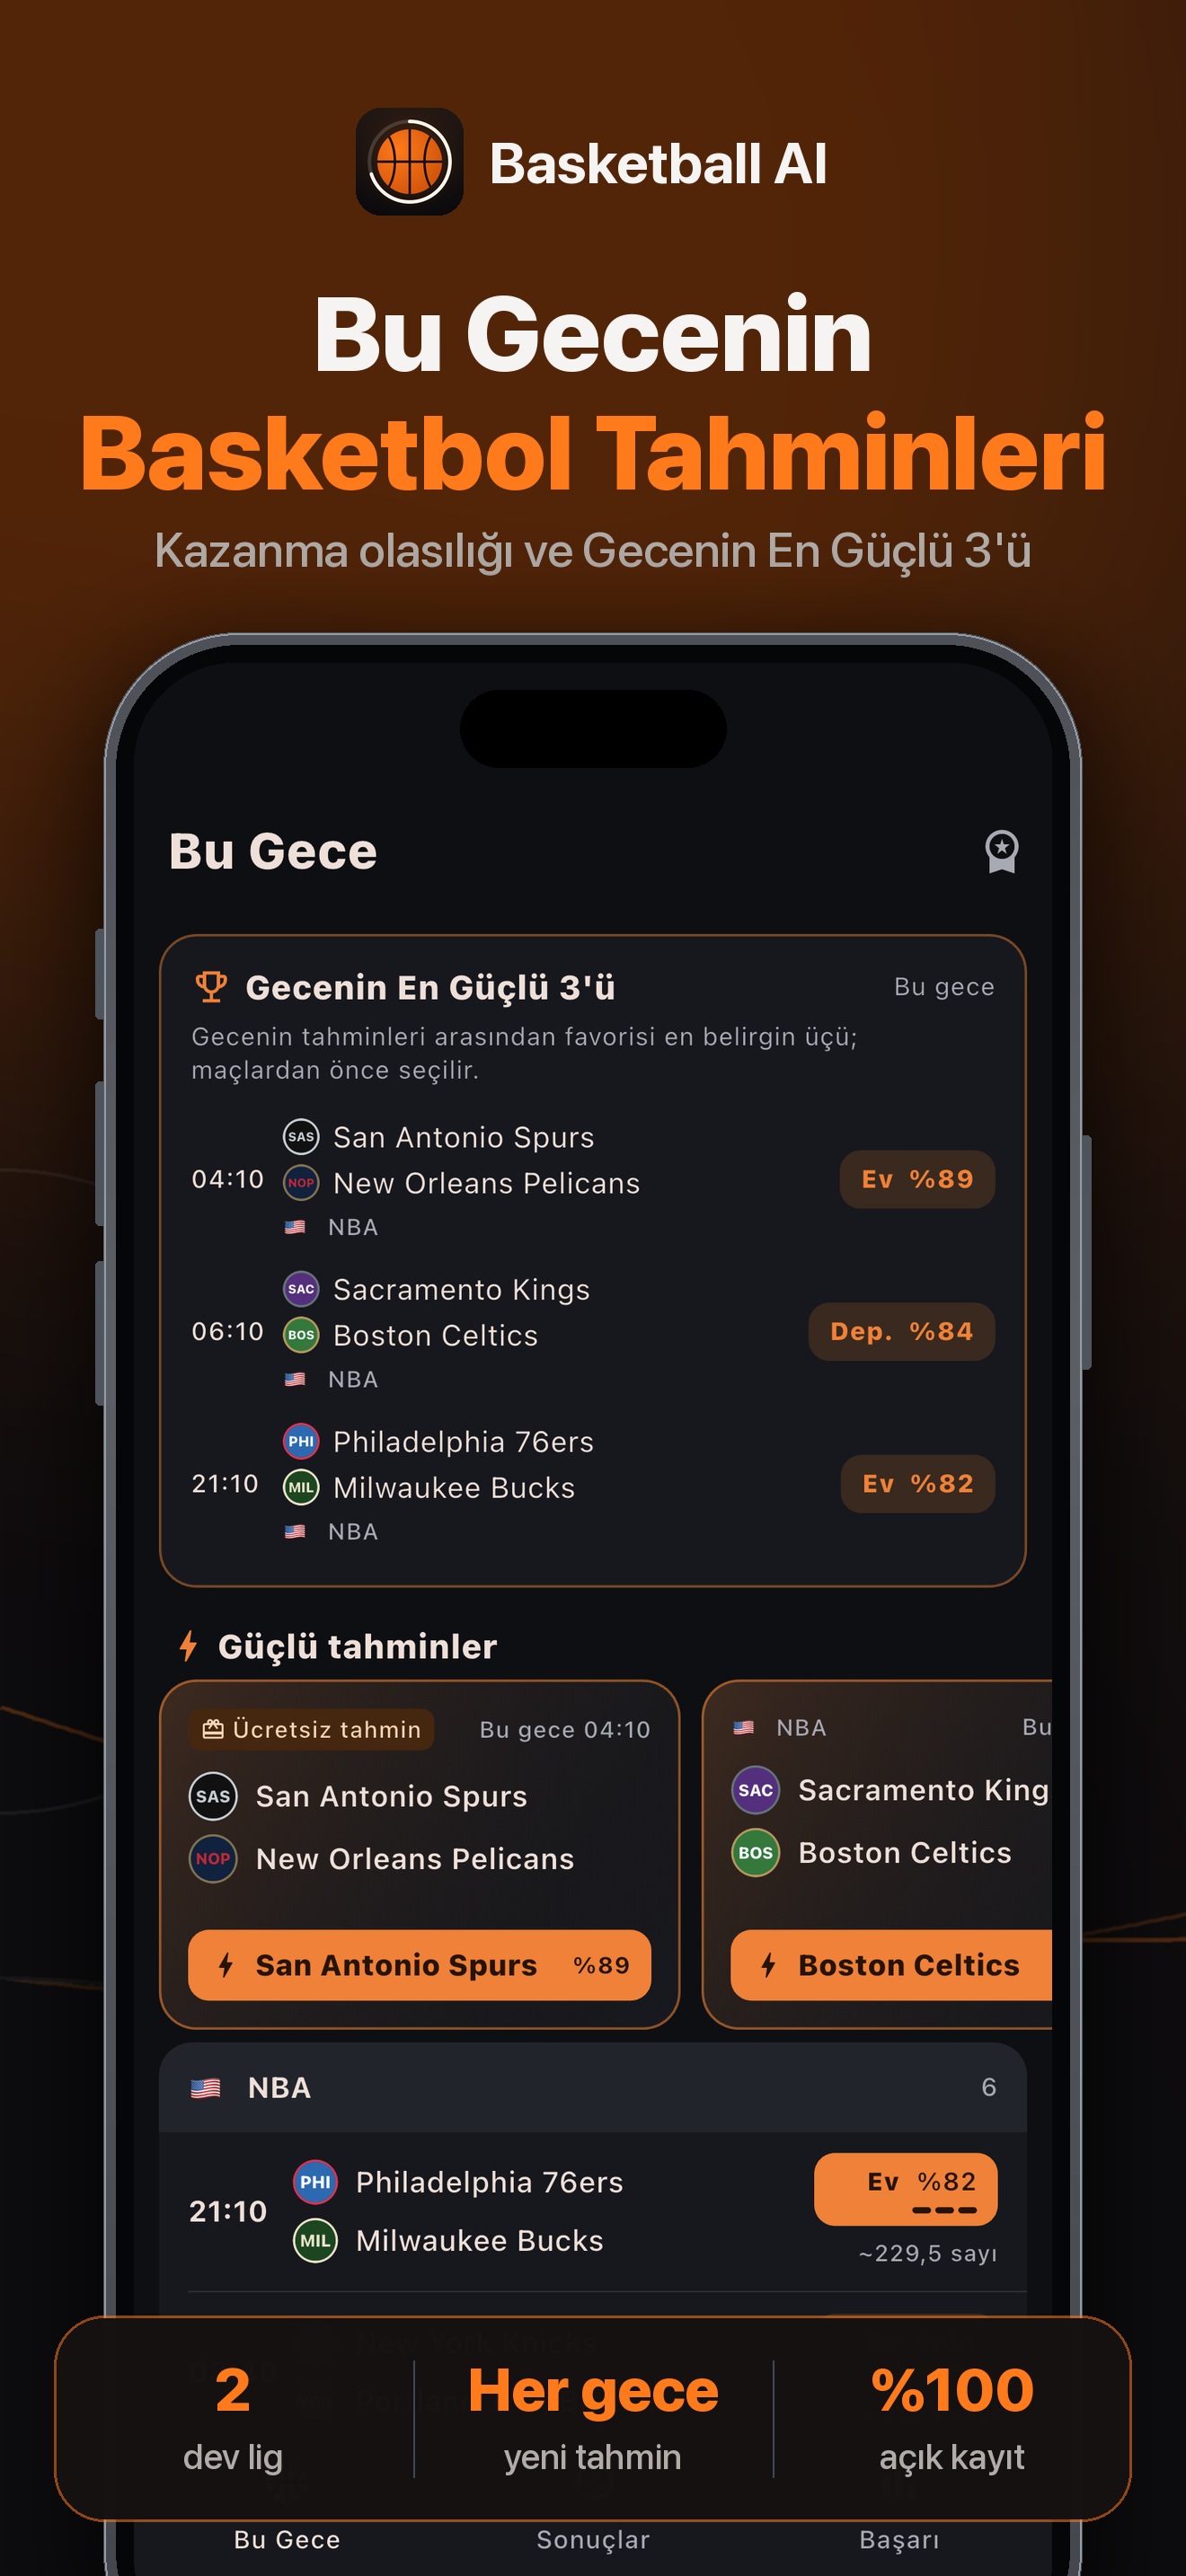 Basketball AI
Bu Gecenin
Basketbol Tahminleri
Kazanma olasılığı ve Gecenin En Güçlü 3'ü
Bu Gece
Gecenin En Güçlü 3'ü Bu gece
Gecenin tahminleri arasından favorisi en belirgin üçü;
maçlardan önce seçilir.
SAS San Antonio Spurs
04:10 NOP New Orleans Pelicans Ev %89
NBA
SAC Sacramento Kings
06:10 BOS Boston Celtics Dep. %84
NBA
PHI Philadelphia 76ers
21:10 MIL Milwaukee Bucks Ev %82
NBA
Güçlü tahminler
Ücretsiz tahmin Bu gece 04:10
SAS San Antonio Spurs
NOP New Orleans Pelicans
San Antonio Spurs %89
NBA Bu
SAC Sacramento King
BOS Boston Celtics
Boston Celtics
NBA 6
PHI Philadelphia 76ers Ev %82
21:10
MIL Milwaukee Bucks ~229,5 sayı
New York Knicks
2 Her gece %100
dev lig yeni tahmin açık kayıt
Bu Gece Sonuçlar Başarı